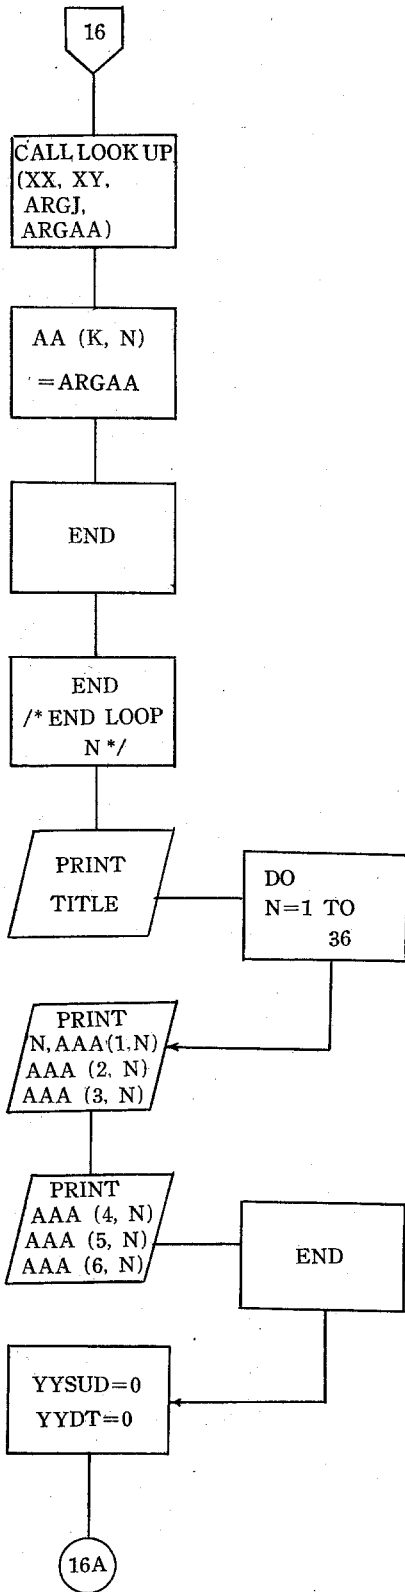 16
CALL LOOK UP
(XX, XY,
ARGJ,
ARGAA)
AA (K, N)
=ARGAA
END
END
/* END LOOP
N */
PRINT
TITLE
DO
N=1 TO
36
PRINT
N, AAA (1, N)
AAA (2, N)
AAA (3, N)
PRINT
AAA (4, N)
AAA (5, N)
AAA (6, N)
END
YYSUD=0
YYDT=0
16A